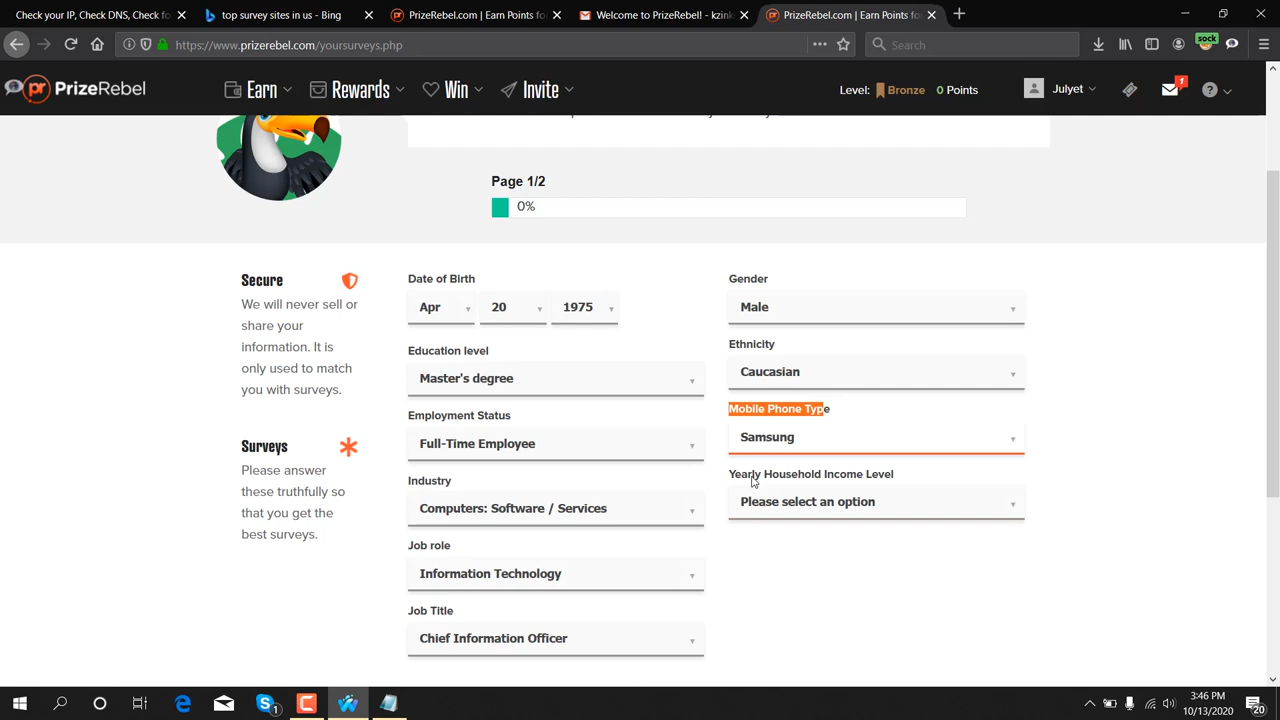 Check your IP, Check DNS, Check fo
top survey sites in us - Bing
PrizeRebel.com | Earn Points fo
Welcome to PrizeRebel! - kzink
PrizeRebel.com | Earn Points fo
https://www.prizerebel.com/yoursurveys.php
Search
sock
PrizeRebel
Earn
Rewards
Win
Invite
Level: Bronze 0 Points
Julyet
1
Page 1/2
0%
Secure
We will never sell or
share your
information. It is
only used to match
you with surveys.
Surveys
Please answer
these truthfully so
that you get the
best surveys.
Date of Birth
Apr 20 1975
Education level
Master's degree
Employment Status
Full-Time Employee
Industry
Computers: Software / Services
Job role
Information Technology
Job Title
Chief Information Officer
Gender
Male
Ethnicity
Caucasian
Mobile Phone Type
Samsung
Yearly Household Income Level
Please select an option
3:46 PM
10/13/2020
20